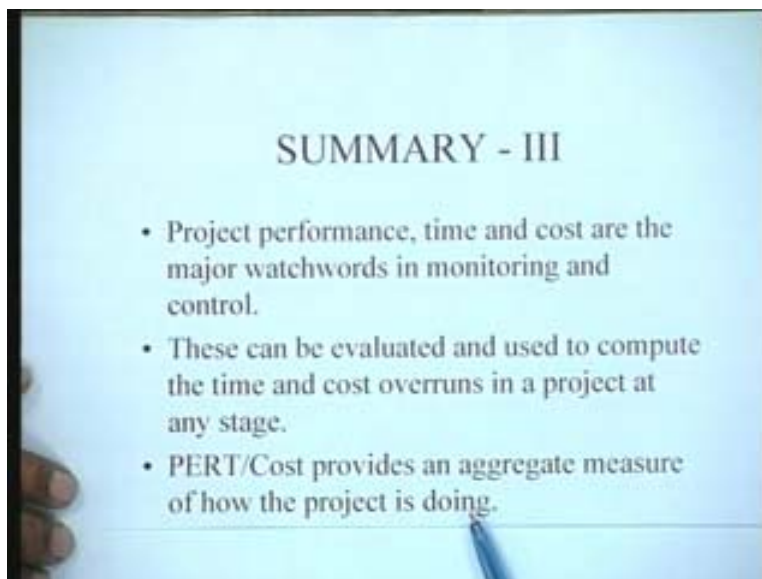 SUMMARY - III
• Project performance, time and cost are the
major watchwords in monitoring and
control.
• These can be evaluated and used to compute
the time and cost overruns in a project at
any stage.
• PERT/Cost provides an aggregate measure
of how the project is doing.